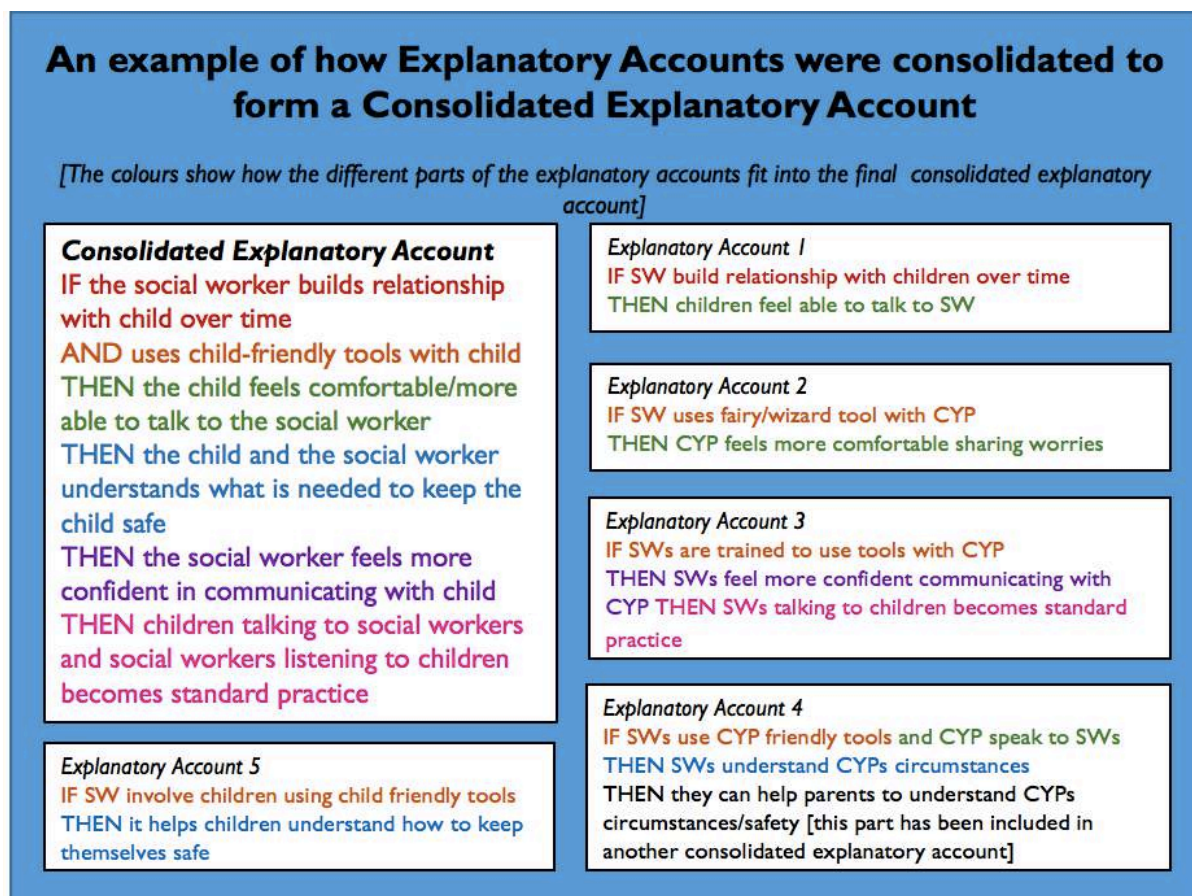 An example of how Explanatory Accounts were consolidated to
form a Consolidated Explanatory Account
[The colours show how the different parts of the explanatory accounts fit into the final consolidated explanatory
account]
Consolidated Explanatory Account
IF the social worker builds relationship
with child over time
AND uses child-friendly tools with child
THEN the child feels comfortable/more
able to talk to the social worker
THEN the child and the social worker
understands what is needed to keep the
child safe
THEN the social worker feels more
confident in communicating with child
THEN children talking to social workers
and social workers listening to children
becomes standard practice
Explanatory Account 5
IF SW involve children using child friendly tools
THEN it helps children understand how to keep
themselves safe
Explanatory Account 1
IF SW build relationship with children over time
THEN children feel able to talk to SW
Explanatory Account 2
IF SW uses fairy/wizard tool with CYP
THEN CYP feels more comfortable sharing worries
Explanatory Account 3
IF SWs are trained to use tools with CYP
THEN SWs feel more confident communicating with
CYP THEN SWs talking to children becomes standard
practice
Explanatory Account 4
IF SWs use CYP friendly tools and CYP speak to SWs
THEN SWs understand CYPs circumstances
THEN they can help parents to understand CYPs
circumstances/safety [this part has been included in
another consolidated explanatory account]